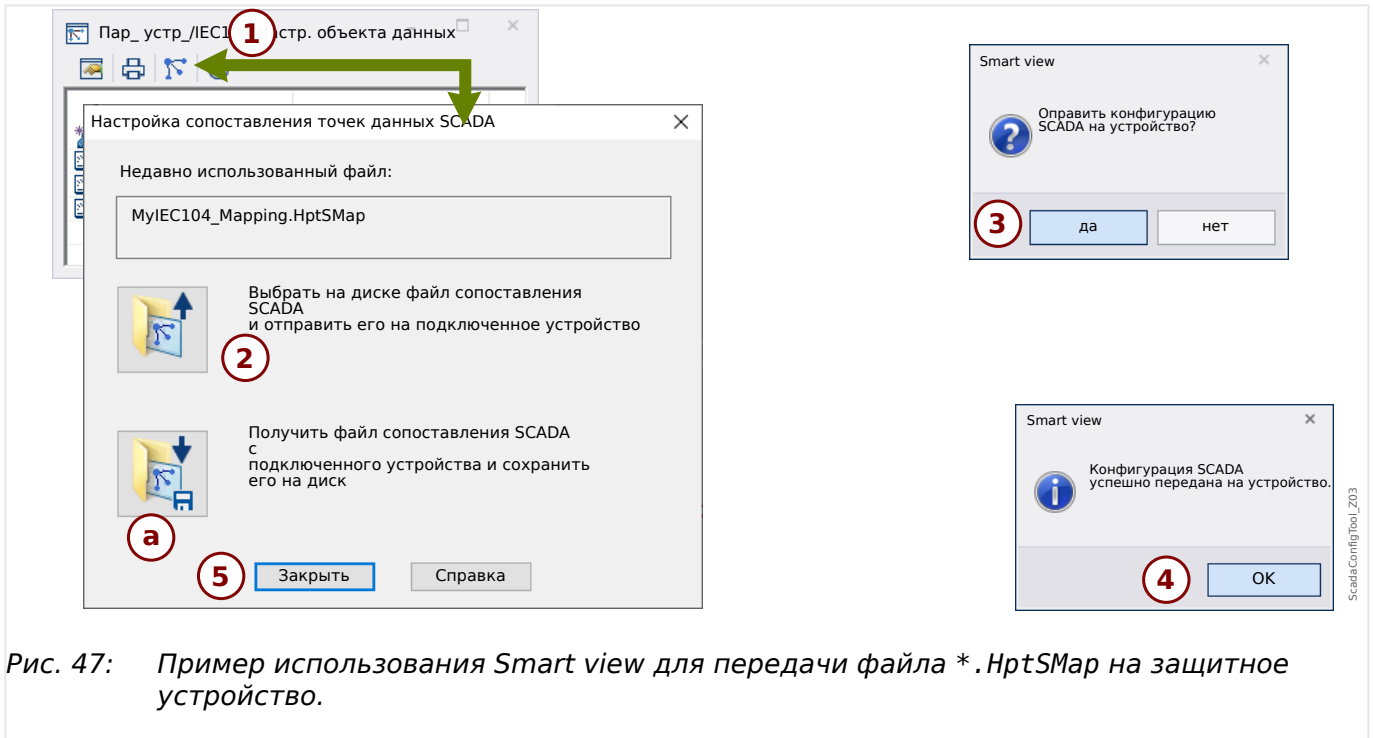 Пар_ устр_/IEC1
1
стр. объекта данных
Настройка сопоставления точек данных SCADA
Недавно использованный файл:
MyIEC104_Mapping.HptSMap
Выбрать на диске файл сопоставления
SCADA
и отправить его на подключенное устройство
2
Получить файл сопоставления SCADA
с
подключенного устройства и сохранить
его на диск
a
5
Закрыть
Справка
Smart view
Оправить конфигурацию
SCADA на устройство?
3
да
нет
Smart view
Конфигурация SCADA
успешно передана на устройство.
4
OK
ScadaConfigTool_Z03
Рис. 47: Пример использования Smart view для передачи файла *.HptSMap на защитное
устройство.